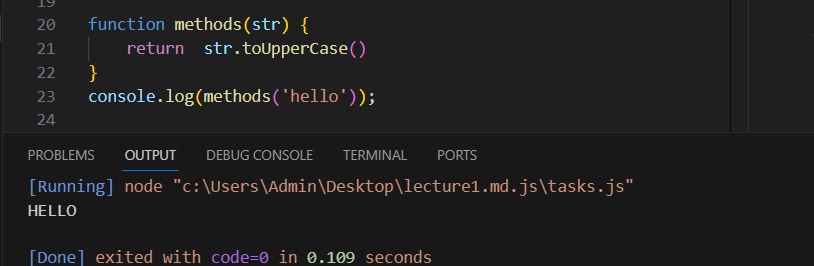 19
20 function methods(str) {
21 return  str.toUpperCase()
22 }
23 console.log(methods('hello'));
24
PROBLEMS OUTPUT DEBUG CONSOLE TERMINAL PORTS
[Running] node "c:\Users\Admin\Desktop\lecture1.md.js\tasks.js"
HELLO
[Done] exited with code=0 in 0.109 seconds